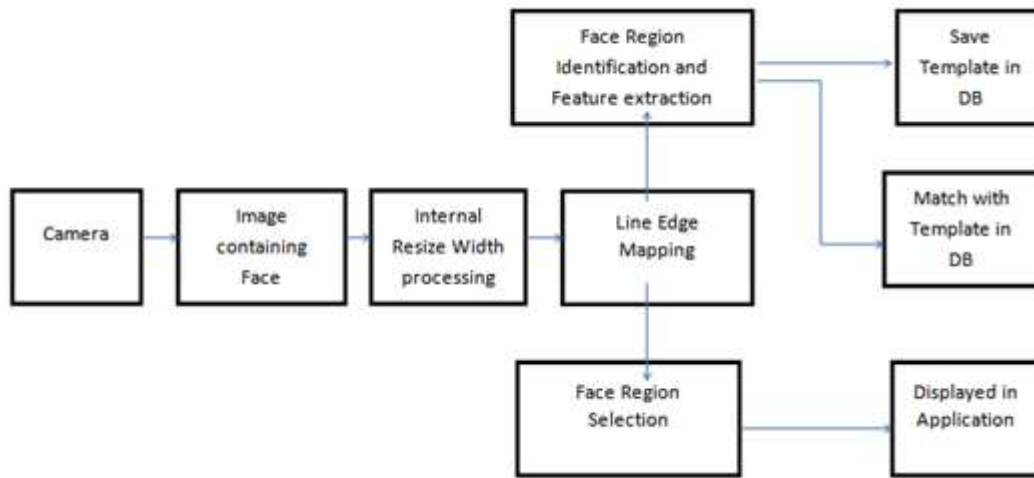 Face Region
Identification and
Feature extraction
Save
Template in
DB
Camera
Image
containing
Face
Internal
Resize Width
processing
Line Edge
Mapping
Match with
Template in
DB
Face Region
Selection
Displayed in
Application